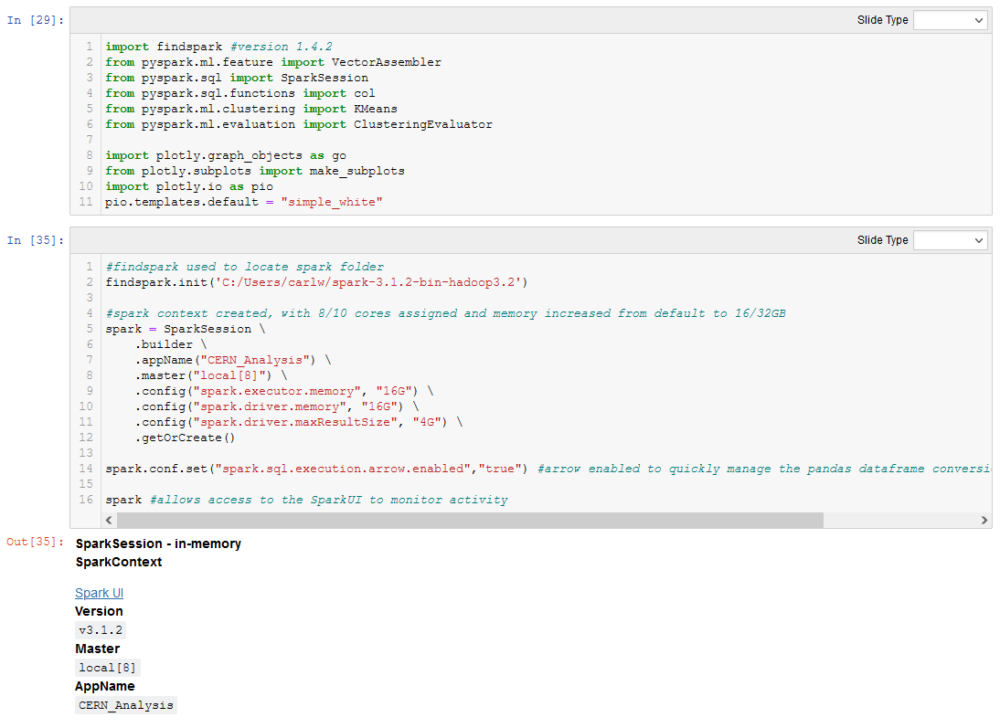 In [29]:
Slide Type
1 import findspark #version 1.4.2
2 from pyspark.ml.feature import VectorAssembler
3 from pyspark.sql import SparkSession
4 from pyspark.sql.functions import col
5 from pyspark.ml.clustering import KMeans
6 from pyspark.ml.evaluation import ClusteringEvaluator
7
8 import plotly.graph_objects as go
9 from plotly.subplots import make_subplots
10 import plotly.io as pio
11 pio.templates.default = "simple_white"
In [35]:
Slide Type
1 #findspark used to locate spark folder
2 findspark.init('C:/Users/carlw/spark-3.1.2-bin-hadoop3.2')
3
4 #spark context created, with 8/10 cores assigned and memory increased from default to 16/32GB
5 spark = SparkSession \
6     .builder \
7     .appName("CERN_Analysis") \
8     .master("local[8]") \
9     .config("spark.executor.memory", "16G") \
10     .config("spark.driver.memory", "16G") \
11     .config("spark.driver.maxResultSize", "4G") \
12     .getOrCreate()
13
14 spark.conf.set("spark.sql.execution.arrow.enabled","true") #arrow enabled to quickly manage the pandas dataframe conversi
15
16 spark #allows access to the SparkUI to monitor activity
Out[35]:
SparkSession - in-memory
SparkContext
Spark UI
Version
v3.1.2
Master
local[8]
AppName
CERN_Analysis